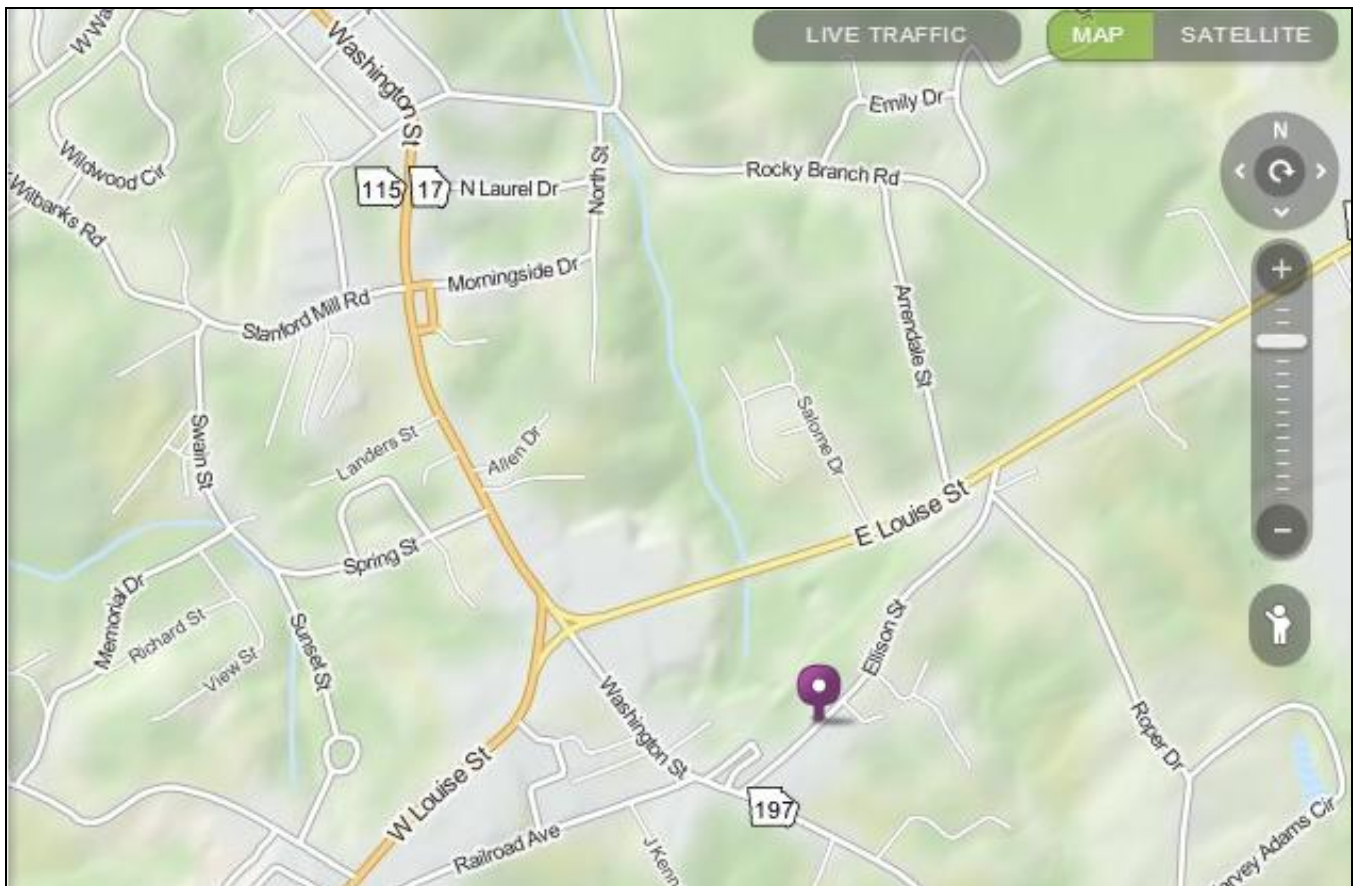 LIVE TRAFFIC
MAP
SATELLITE
Washington St
Emily Dr
N
Wildwood Cir
Rocky Branch Rd
115
17
N Laurel Dr
North St
Wilbanks Rd
Morningside Dr
Stanford Mill Rd
Arrendale St
Swain St
Landers St
Allen Dr
Salome Dr
E Louise St
Spring St
Memorial Dr
Richard St
View St
Sunset St
Ellison St
Washington St
Roper Dr
W Louise St
197
Railroad Ave
J Kenn
arvey Adams Cir